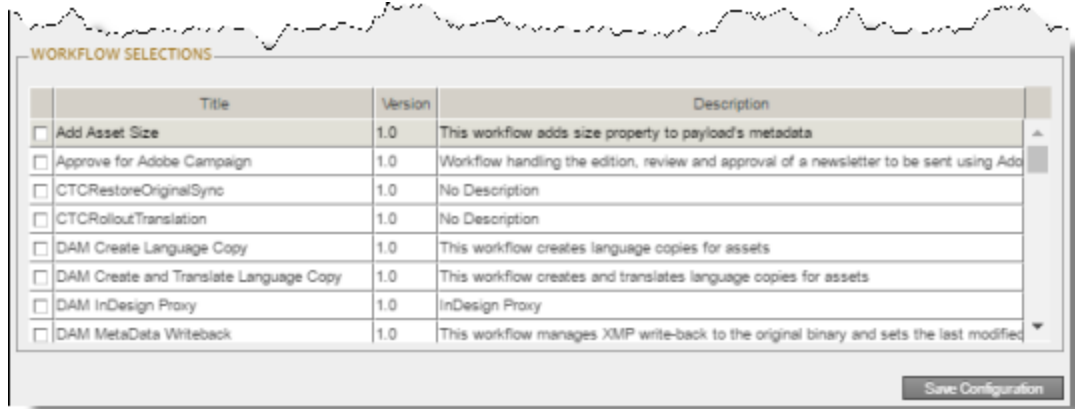 WORKFLOW SELECTIONS
Title Version Description
Add Asset Size 1.0 This workflow adds size property to payload's metadata
Approve for Adobe Campaign 1.0 Workflow handling the edition, review and approval of a newsletter to be sent using Ado
CTCRestoreOriginalSync 1.0 No Description
CTCRolloutTranslation 1.0 No Description
DAM Create Language Copy 1.0 This workflow creates language copies for assets
DAM Create and Translate Language Copy 1.0 This workflow creates and translates language copies for assets
DAM InDesign Proxy 1.0 InDesign Proxy
DAM MetaData Writeback 1.0 This workflow manages XMP write-back to the original binary and sets the last modified
Save Configuration